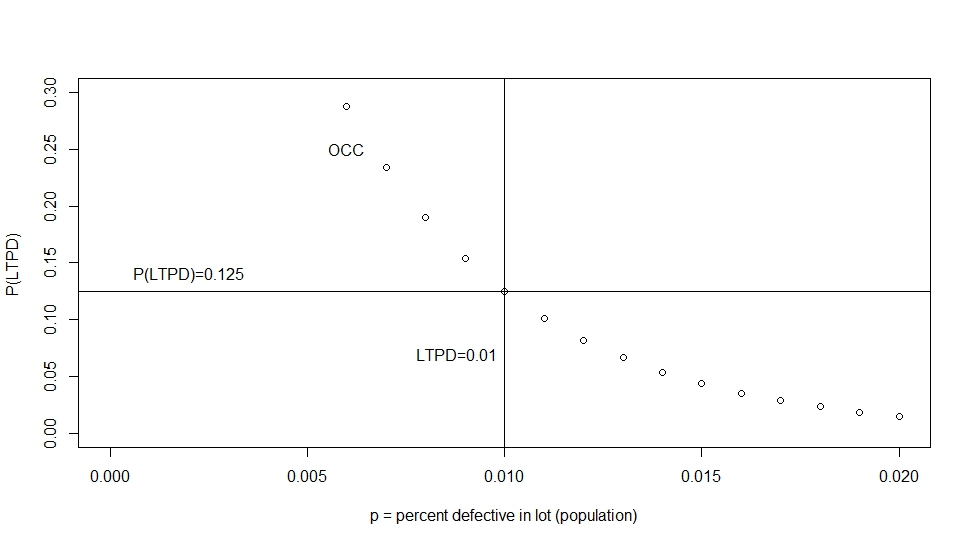 0.30
0.25
0.20
0.15
0.10
0.05
0.00
P(LTPD)
OCC
P(LTPD)=0.125
LTPD=0.01
0.000 0.005 0.010 0.015 0.020
p = percent defective in lot (population)